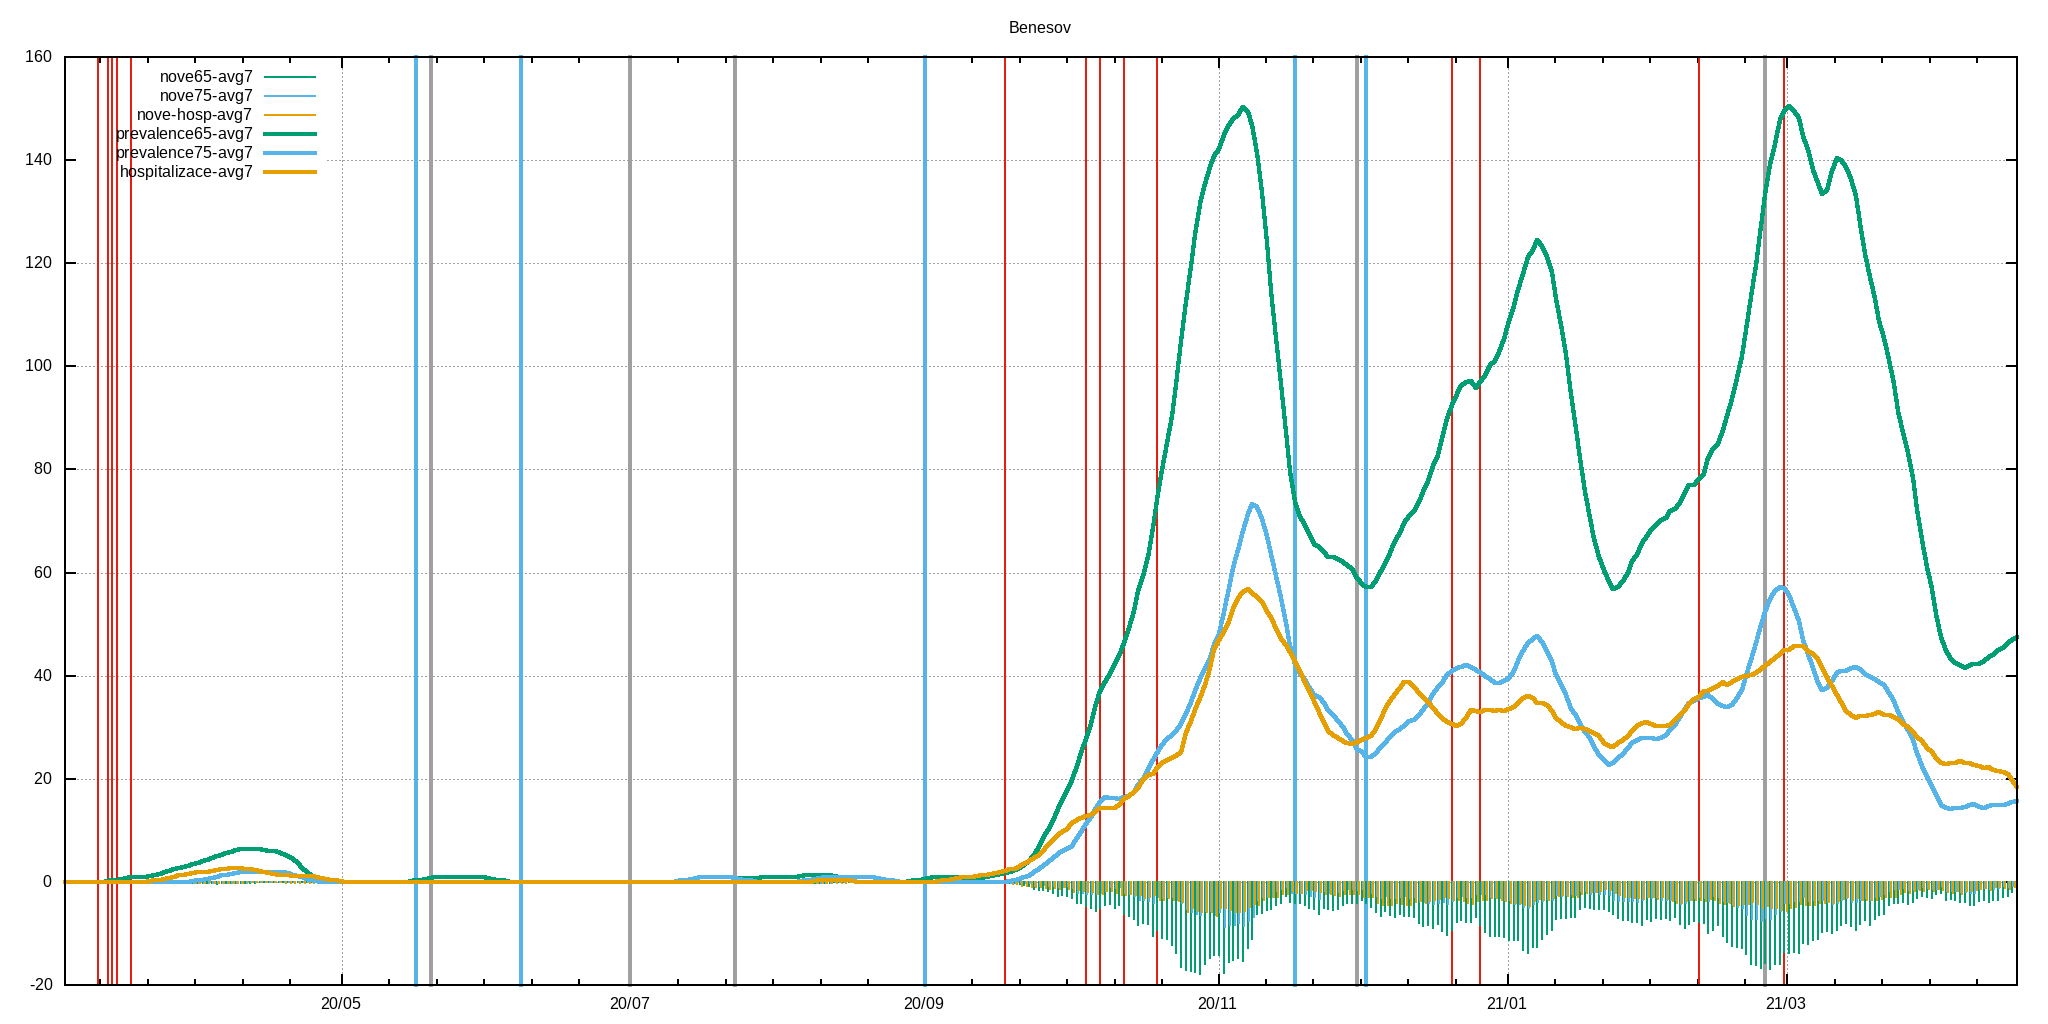 Benesov
160
140
120
100
80
60
40
20
0
-20
nove65-avg7
nove75-avg7
nove-hosp-avg7
prevalence65-avg7
prevalence75-avg7
hospitalizace-avg7
20/05 20/07 20/09 20/11 21/01 21/03